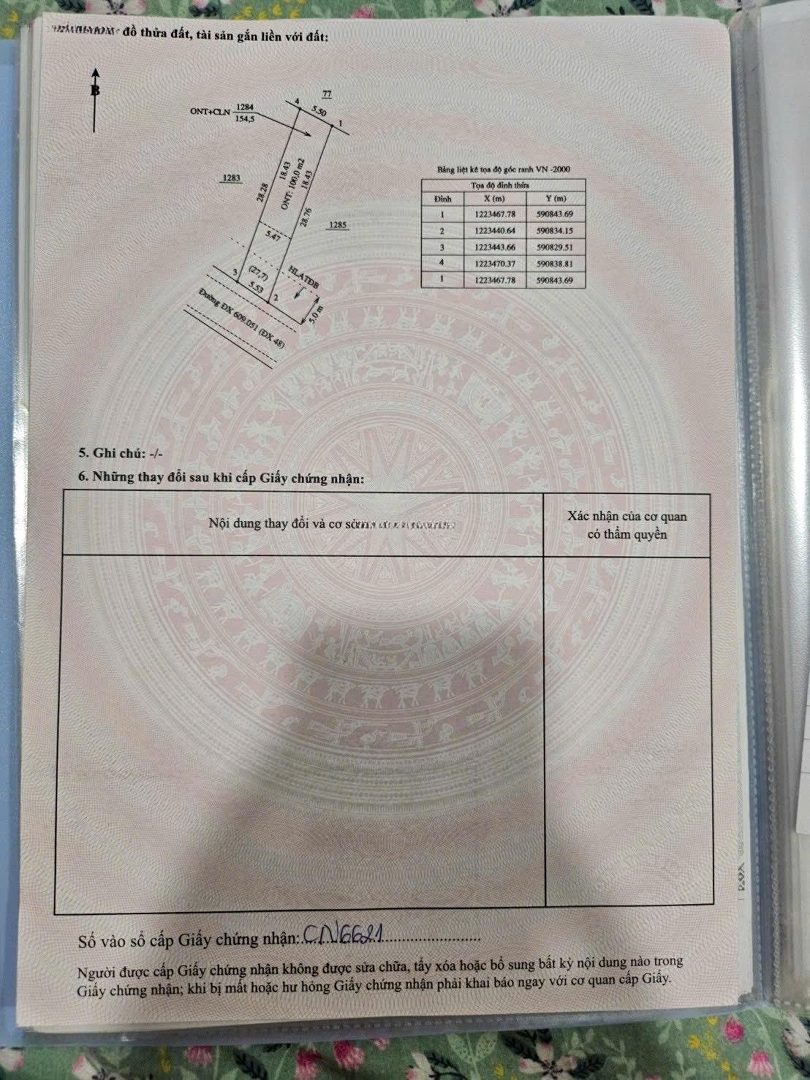 đồ thửa đất, tài sản gắn liền với đất:
B
77
4
5.50
1
ONT+CLN 1284
154,5
1283
28.28
18.43
ONT: 100,0 m2
18.43
28.76
1285
5.47
(27,7)
3
5.53
2
HLATĐB
5.0 m
Đường ĐX 609.051 (ĐX 48)
Bảng liệt kê tọa độ góc ranh VN -2000
Tọa độ đỉnh thửa
Đỉnh X (m) Y (m)
1 1223467.78 590843.69
2 1223440.64 590834.15
3 1223443.66 590829.51
4 1223470.37 590838.81
1 1223467.78 590843.69
5. Ghi chú: -/-
6. Những thay đổi sau khi cấp Giấy chứng nhận:
Nội dung thay đổi và cơ sở
Xác nhận của cơ quan
có thẩm quyền
Số vào sổ cấp Giấy chứng nhận: CN6621
Người được cấp Giấy chứng nhận không được sửa chữa, tẩy xóa hoặc bổ sung bất kỳ nội dung nào trong
Giấy chứng nhận; khi bị mất hoặc hư hỏng Giấy chứng nhận phải khai báo ngay với cơ quan cấp Giấy.